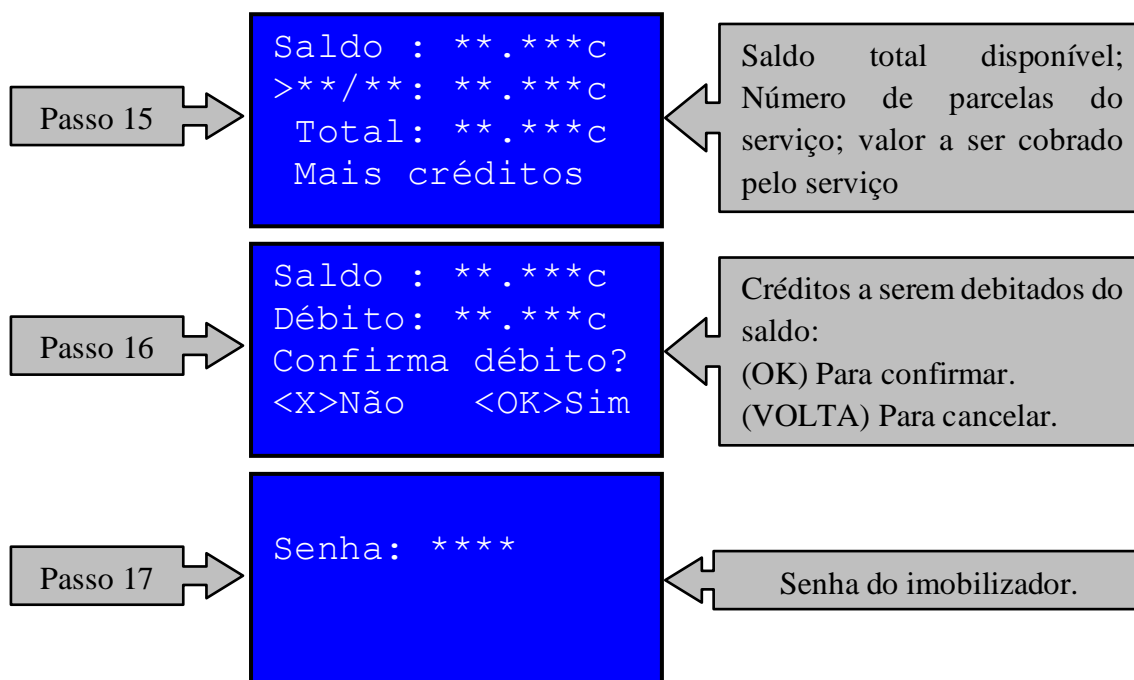 Passo 15
Saldo : **.***c
>**/**: **.***c
Total: **.***c
Mais créditos
Saldo total disponível;
Número de parcelas do
serviço; valor a ser cobrado
pelo serviço
Passo 16
Saldo : **.***c
Débito: **.***c
Confirma débito?
<X>Não <OK>Sim
Créditos a serem debitados do
saldo:
(OK) Para confirmar.
(VOLTA) Para cancelar.
Passo 17
Senha: ****
Senha do imobilizador.